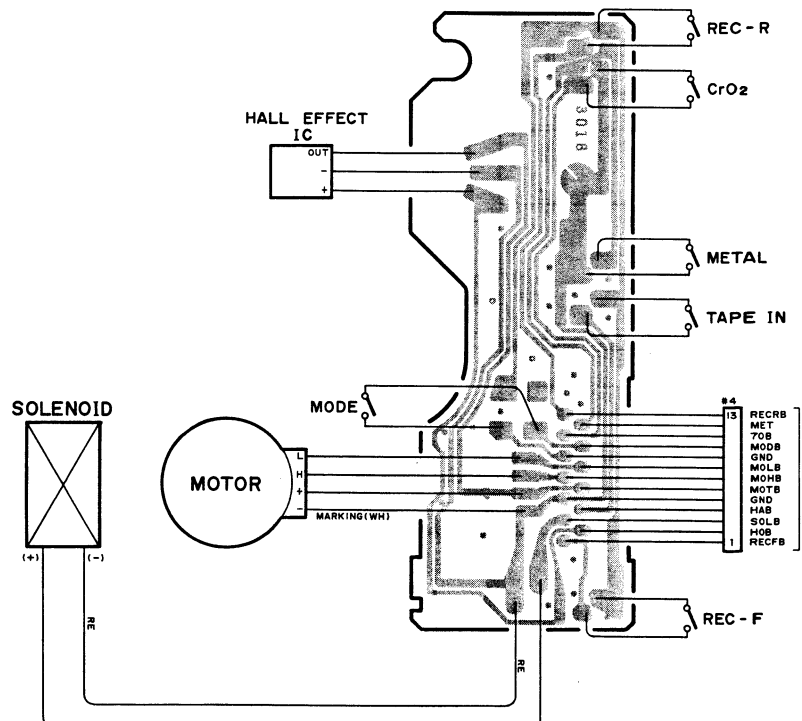 REC-R
CrO2
HALL EFFECT
IC
OUT
-
+
3018
METAL
TAPE IN
#4
MODE
13
RECRB
MET
70B
MODB
GND
MOLB
MOHB
MOTB
GND
HAB
SOLB
HOB
1
RECFB
SOLENOID
(+)
(-)
MOTOR
L
H
+
-
MARKING(WH)
RE
RE
REC-F